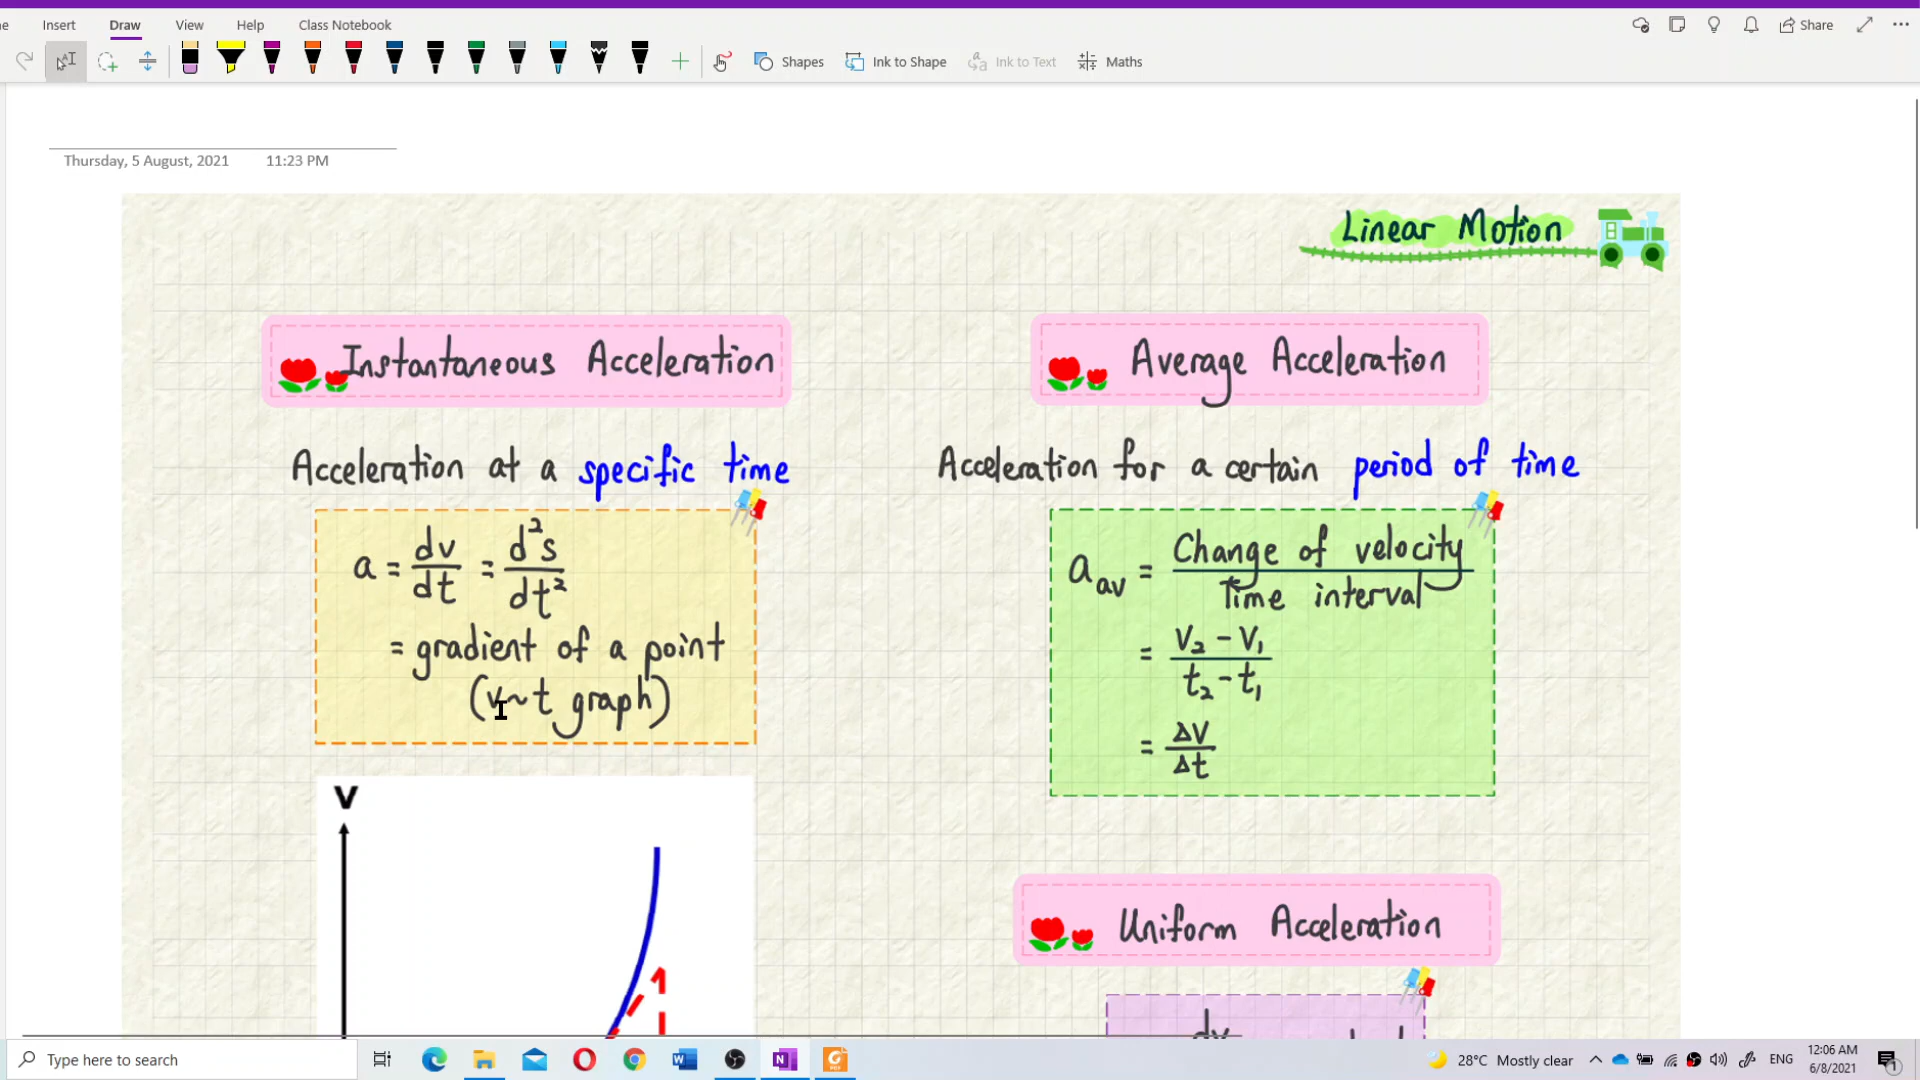 Insert Draw View Help Class Notebook Share
Shapes Ink to Shape Ink to Text Maths
Thursday, 5 August, 2021 11:23 PM
Linear Motion
Instantaneous Acceleration
Acceleration at a specific time
a = dv/dt = d²s/dt²
= gradient of a point
(v~t graph)
V
Average Acceleration
Acceleration for a certain period of time
a av = Change of velocity / Time interval
= V₂ - V₁ / t₂ - t₁
= ΔV / Δt
Uniform Acceleration
dv
Type here to search
28°C Mostly clear ENG 12:06 AM
6/8/2021